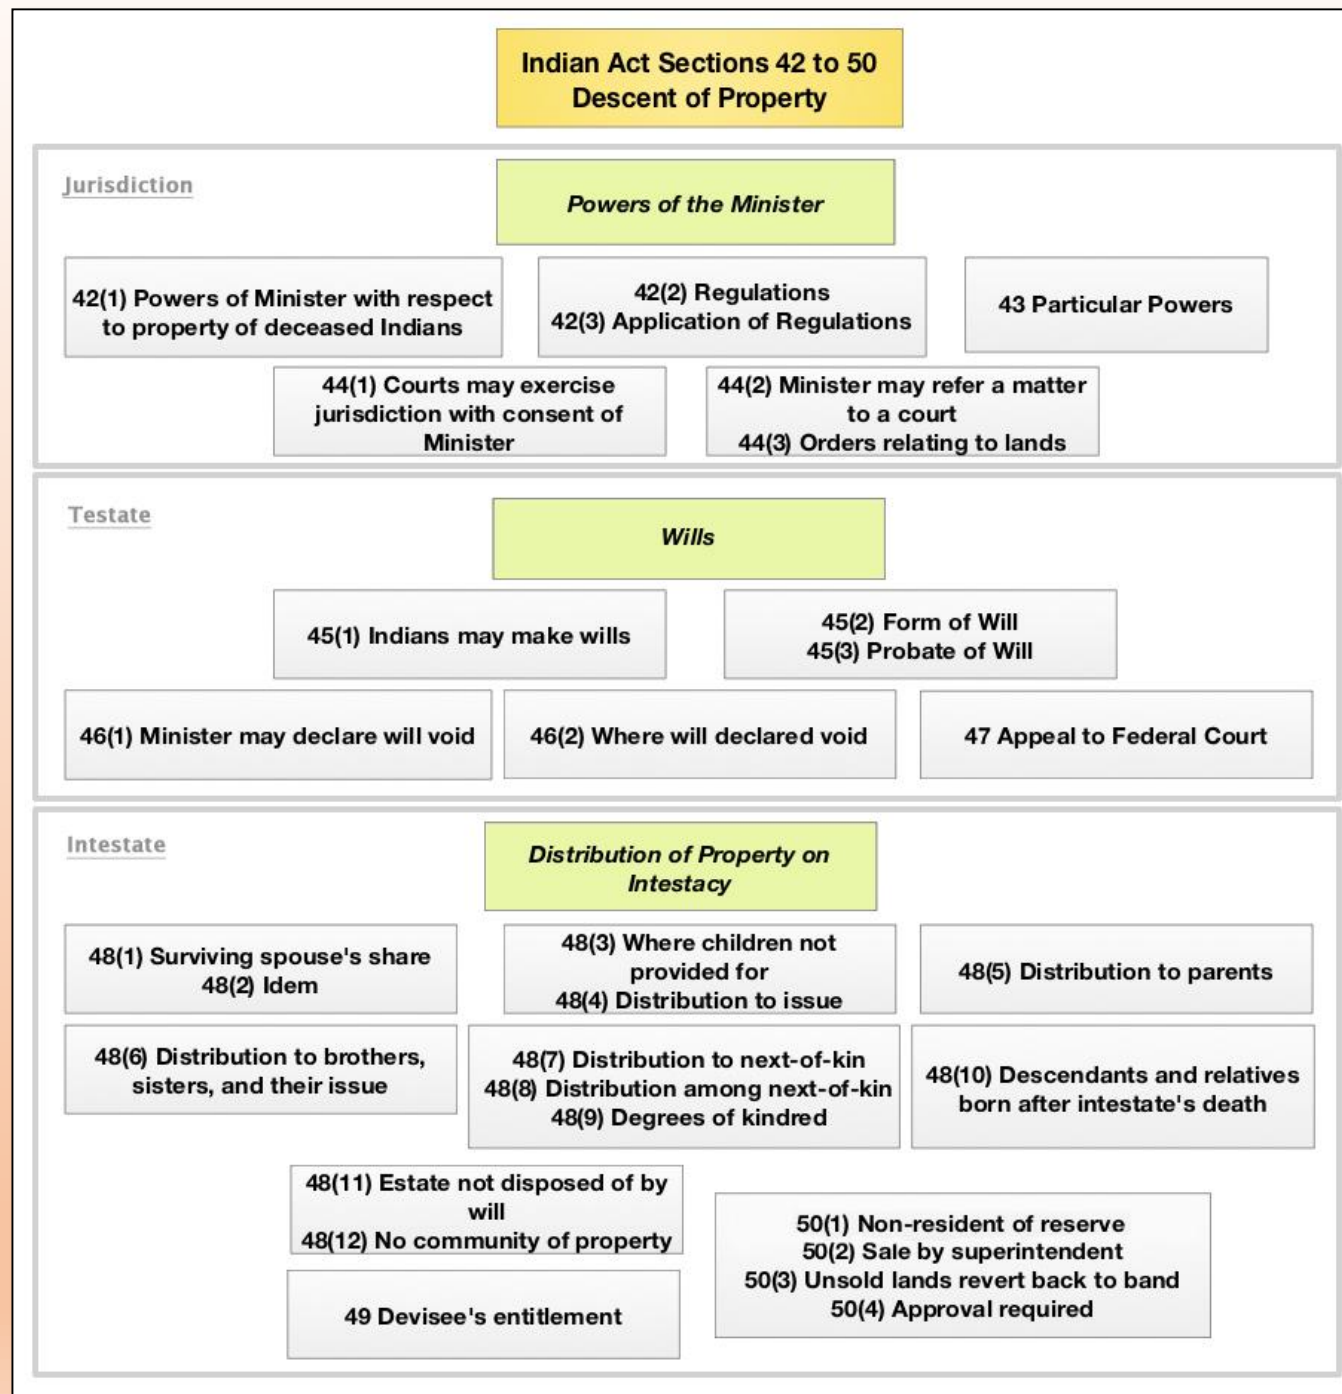 Indian Act Sections 42 to 50
Descent of Property
Jurisdiction
Powers of the Minister
42(1) Powers of Minister with respect
to property of deceased Indians
42(2) Regulations
42(3) Application of Regulations
43 Particular Powers
44(1) Courts may exercise
jurisdiction with consent of
Minister
44(2) Minister may refer a matter
to a court
44(3) Orders relating to lands
Testate
Wills
45(1) Indians may make wills
45(2) Form of Will
45(3) Probate of Will
46(1) Minister may declare will void
46(2) Where will declared void
47 Appeal to Federal Court
Intestate
Distribution of Property on
Intestacy
48(1) Surviving spouse's share
48(2) Idem
48(3) Where children not
provided for
48(4) Distribution to issue
48(5) Distribution to parents
48(6) Distribution to brothers,
sisters, and their issue
48(7) Distribution to next-of-kin
48(8) Distribution among next-of-kin
48(9) Degrees of kindred
48(10) Descendants and relatives
born after intestate's death
48(11) Estate not disposed of by
will
48(12) No community of property
49 Devisee's entitlement
50(1) Non-resident of reserve
50(2) Sale by superintendent
50(3) Unsold lands revert back to band
50(4) Approval required